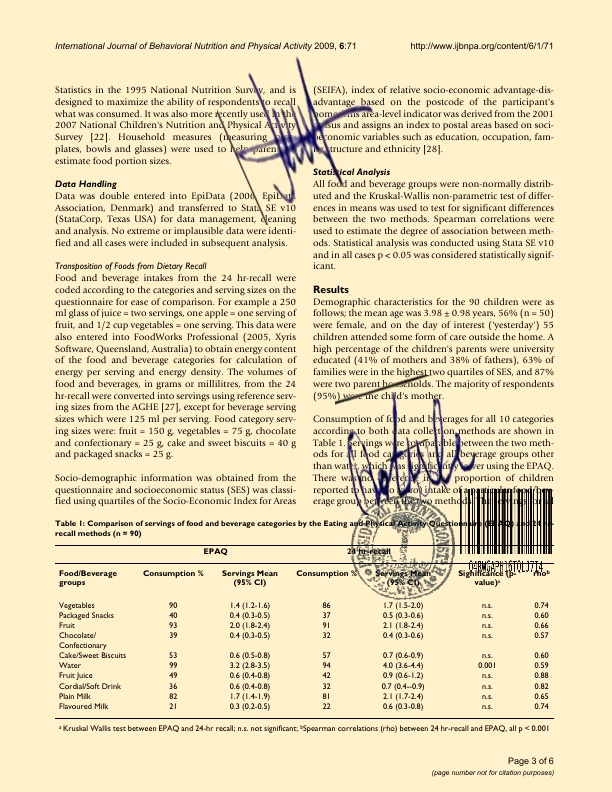 International Journal of Behavioral Nutrition and Physical Activity 2009, 6:71
http://www.ijbnpa.org/content/6/1/71
Statistics in the 1995 National Nutrition Survey, and is
designed to maximize the ability of respondents to recall
what was consumed. It was also more recently used in the
2007 National Children's Nutrition and Physical Activity
Survey [22]. Household measures (measuring
plates, bowls and glasses) were used to help parents
estimate food portion sizes.
Data Handling
Data was double entered into EpiData (2006, EpiData
Association, Denmark) and transferred to Stata SE v10
(StataCorp, Texas USA) for data management, cleaning
and analysis. No extreme or implausible data were identi-
fied and all cases were included in subsequent analysis.
Transposition of Foods from Dietary Recall
Food and beverage intakes from the 24 hr-recall were
coded according to the categories and serving sizes on the
questionnaire for ease of comparison. For example a 250
ml glass of juice = two servings, one apple = one serving of
fruit, and 1/2 cup vegetables = one serving. This data were
also entered into FoodWorks Professional (2005, Xyris
Software, Queensland, Australia) to obtain energy content
of the food and beverage categories for calculation of
energy per serving and energy density. The volumes of
food and beverages, in grams or millilitres, from the 24
hr-recall were converted into servings using reference serv-
ing sizes from the AGHE [27], except for beverage serving
sizes which were 125 ml per serving. Food category serv-
ing sizes were: fruit = 150 g, vegetables = 75 g, chocolate
and confectionary = 25 g, cake and sweet biscuits = 40 g
and packaged snacks = 25 g.
Socio-demographic information was obtained from the
questionnaire and socioeconomic status (SES) was classi-
fied using quartiles of the Socio-Economic Index for Areas
(SEIFA), index of relative socio-economic advantage-dis-
advantage based on the postcode of the participant's
home. This area-level indicator was derived from the 2001
census and assigns an index to postal areas based on soci-
oeconomic variables such as education, occupation, fam-
ily structure and ethnicity [28].
Statistical Analysis
All food and beverage groups were non-normally distrib-
uted and the Kruskal-Wallis non-parametric test of differ-
ences in means was used to test for significant differences
between the two methods. Spearman correlations were
used to estimate the degree of association between meth-
ods. Statistical analysis was conducted using Stata SE v10
and in all cases p < 0.05 was considered statistically signif-
icant.
Results
Demographic characteristics for the 90 children were as
follows; the mean age was 3.98 ± 0.98 years, 56% (n = 50)
were female, and on the day of interest ('yesterday') 55
children attended some form of care outside the home. A
high percentage of the children's parents were university
educated (41% of mothers and 38% of fathers), 63% of
families were in the highest two quartiles of SES, and 87%
were two parent households. The majority of respondents
(95%) were the child's mother.
Consumption of food and beverages for all 10 categories
according to both data collection methods are shown in
Table 1. Servings were comparable between the two meth-
ods for all food categories and all beverage groups other
than water, which was significantly lower using the EPAQ.
There was no difference in proportion of children
reported to have no (zero) intake of a particular food/bev-
erage group between the two methods. The servings for all
Table 1: Comparison of servings of food and beverage categories by the Eating and Physical Activity Questionnaire (EPAQ) and 24 hr-
recall methods (n = 90)
EPAQ 24 hr-recall
Food/Beverage groups Consumption % Servings Mean (95% CI) Consumption % Servings Mean (95% CI) Significance (p-value)ᵃ rhoᵇ
Vegetables 90 1.4 (1.2-1.6) 86 1.7 (1.5-2.0) n.s. 0.74
Packaged Snacks 40 0.4 (0.3-0.5) 37 0.5 (0.3-0.6) n.s. 0.60
Fruit 93 2.0 (1.8-2.4) 91 2.1 (1.8-2.4) n.s. 0.66
Chocolate/ 39 0.4 (0.3-0.5) 32 0.4 (0.3-0.6) n.s. 0.57
Confectionary
Cake/Sweet Biscuits 53 0.6 (0.5-0.8) 57 0.7 (0.6-0.9) n.s. 0.60
Water 99 3.2 (2.8-3.5) 94 4.0 (3.6-4.4) 0.001 0.59
Fruit Juice 49 0.6 (0.4-0.8) 42 0.9 (0.6-1.2) n.s. 0.88
Cordial/Soft Drink 36 0.6 (0.4-0.8) 32 0.7 (0.4--0.9) n.s. 0.82
Plain Milk 82 1.7 (1.4-1.9) 81 2.1 (1.7-2.4) n.s. 0.65
Flavoured Milk 21 0.3 (0.2-0.5) 22 0.6 (0.3-0.8) n.s. 0.74
ᵃ Kruskal Wallis test between EPAQ and 24-hr recall; n.s. not significant; ᵇSpearman correlations (rho) between 24 hr-recall and EPAQ, all p < 0.001
Page 3 of 6
(page number not for citation purposes)